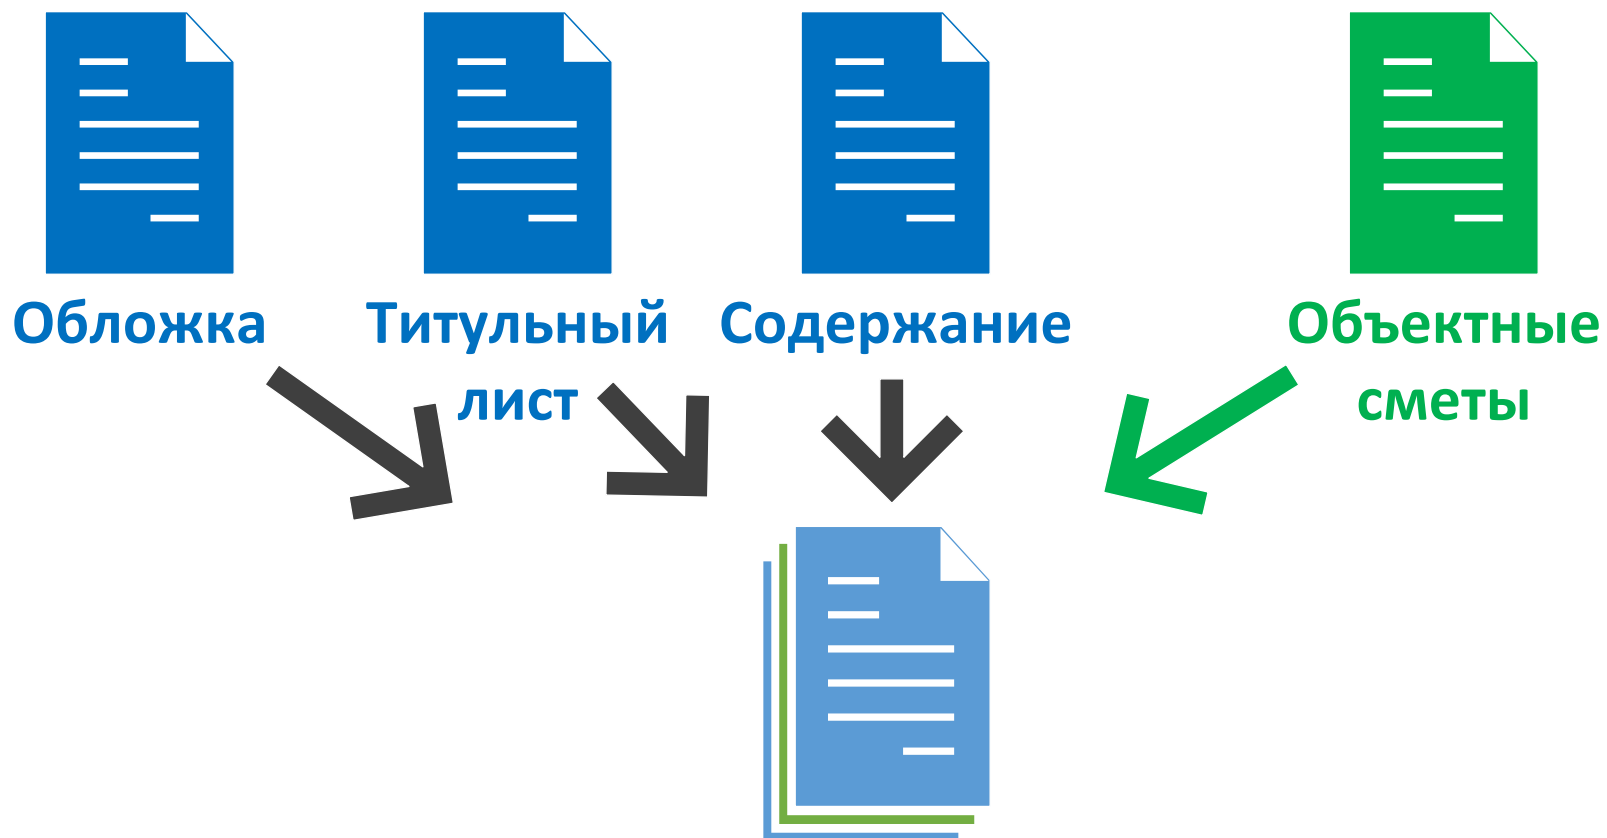 Обложка
Титульный
лист
Содержание
Объектные
сметы